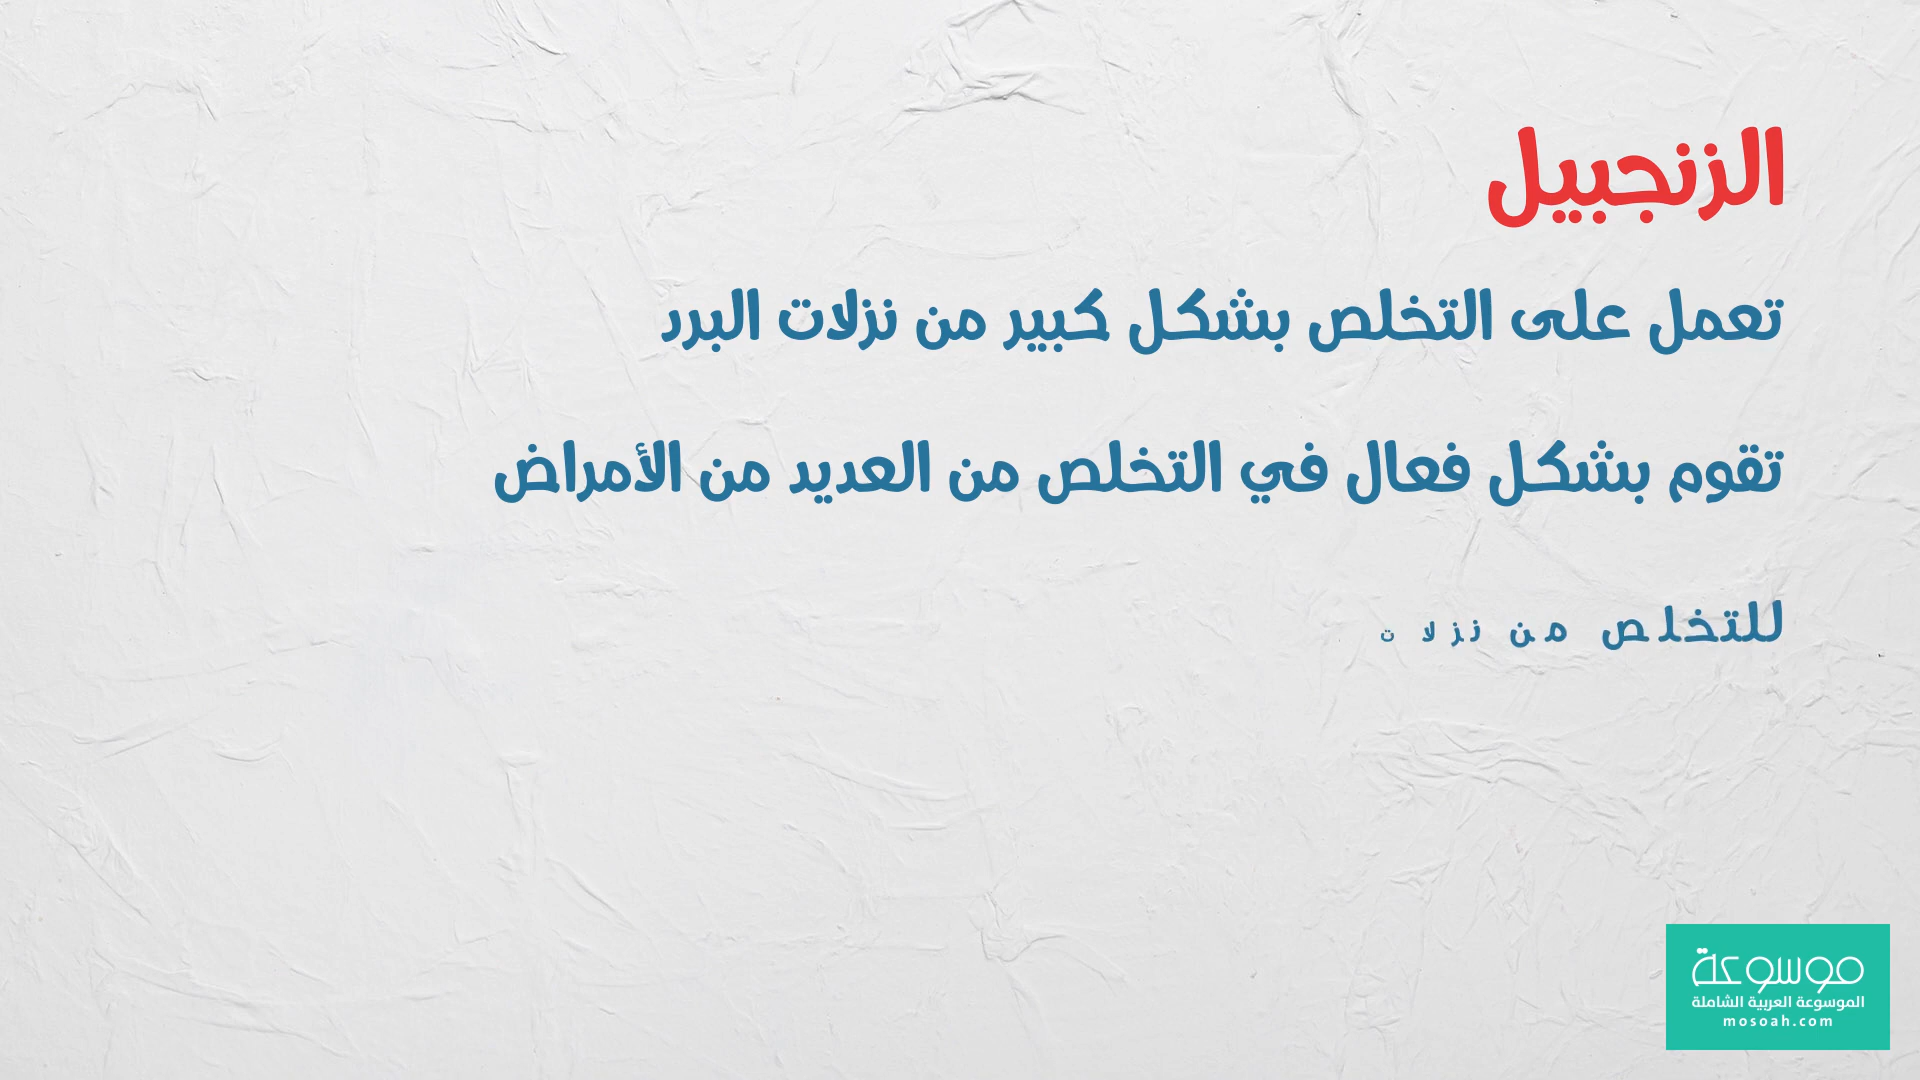 الزنجبيل
تعمل على التخلص بشكل كبير من نزلات البرد
تقوم بشكل فعال في التخلص من العديد من الأمراض
للتخلص من نزلات
موسوعة
الموسوعة العربية الشاملة
mosoah.com